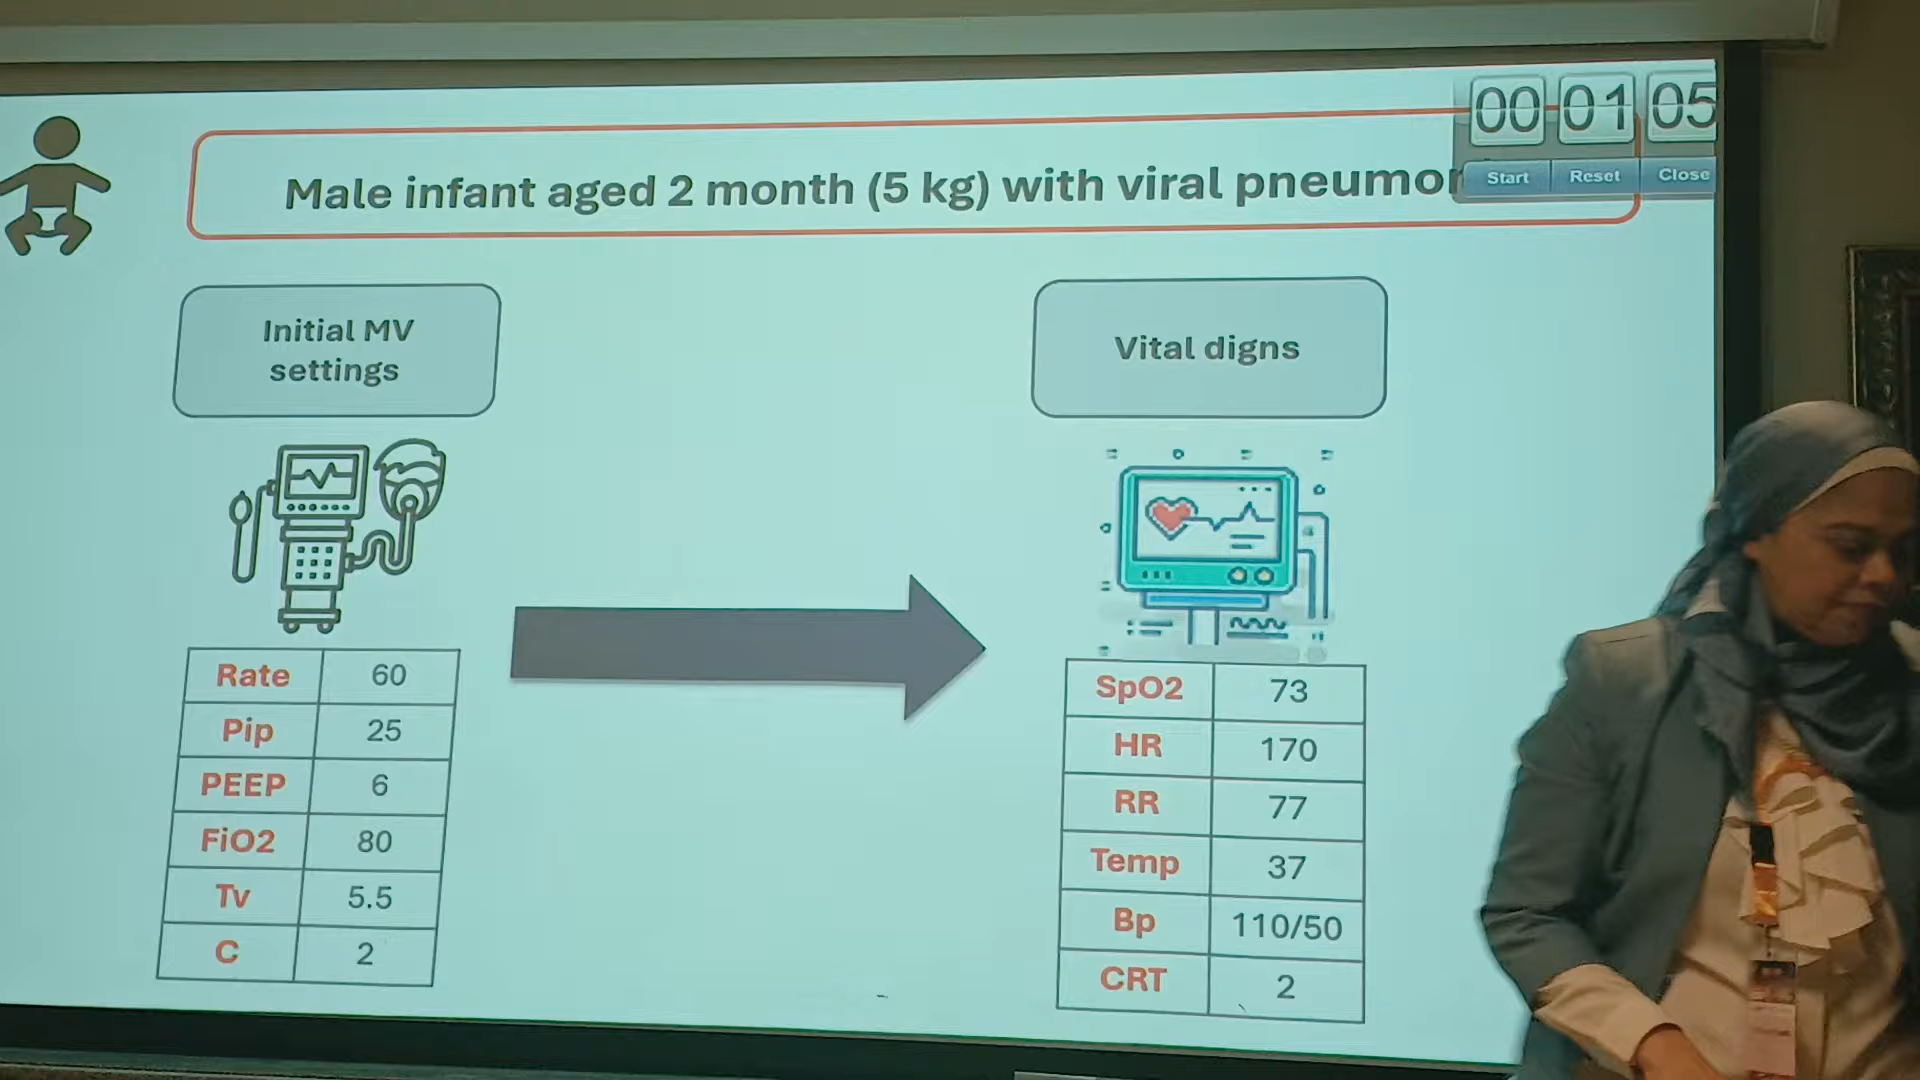 00 01 05
Start Reset Close
Male infant aged 2 month (5 kg) with viral
Initial MV
settings
Vital digns
Rate 60
Pip 25
PEEP 6
FiO2 80
Tv 5.5
C 2
SpO2 73
HR 170
RR 77
Temp 37
Bp 110/50
CRT 2